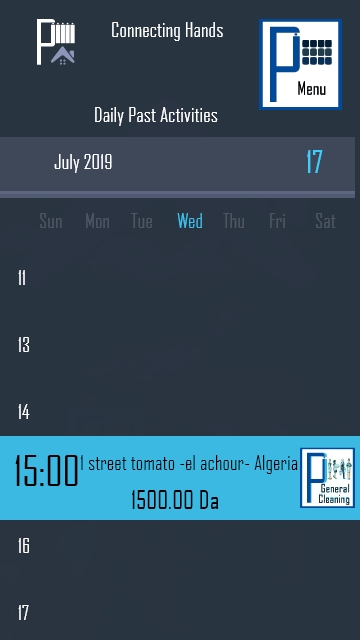 Connecting Hands
Menu
Daily Past Activities
July 2019 17
Sun Mon Tue Wed Thu Fri Sat
11
13
14
15:00 1 street tomato -el achour- Algeria
1500.00 Da
General
Cleaning
16
17